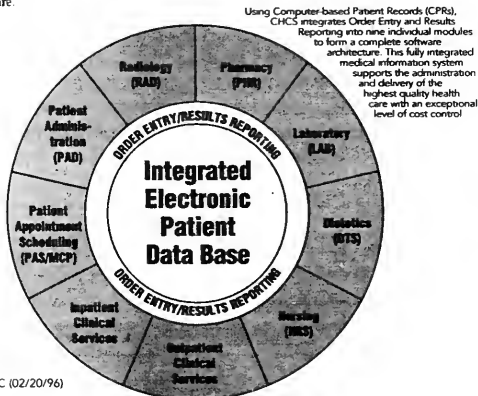 re.
Using Computer-based Patient Records (CPRs),
CHCS integrates Order Entry and Results
Reporting into nine individual modules
to form a complete software
architecture. This fully integrated
medical information system
supports the administration
and delivery of the
highest quality health
care with an exceptional
level of cost control
Radiology
(RAD)
Pharmacy
(PHR)
Patient
Adminis-
tration
(PAD)
ORDER ENTRY/RESULTS REPORTING
Laboratory
(LAB)
Integrated
Electronic
Patient
Data Base
Patient
Appointment
Scheduling
(PAS/MCP)
Dietetics
(DTS)
ORDER ENTRY/RESULTS REPORTING
Inpatient
Clinical
Services
Nursing
(NRS)
Outpatient
Clinical
Services
C (02/20/96)